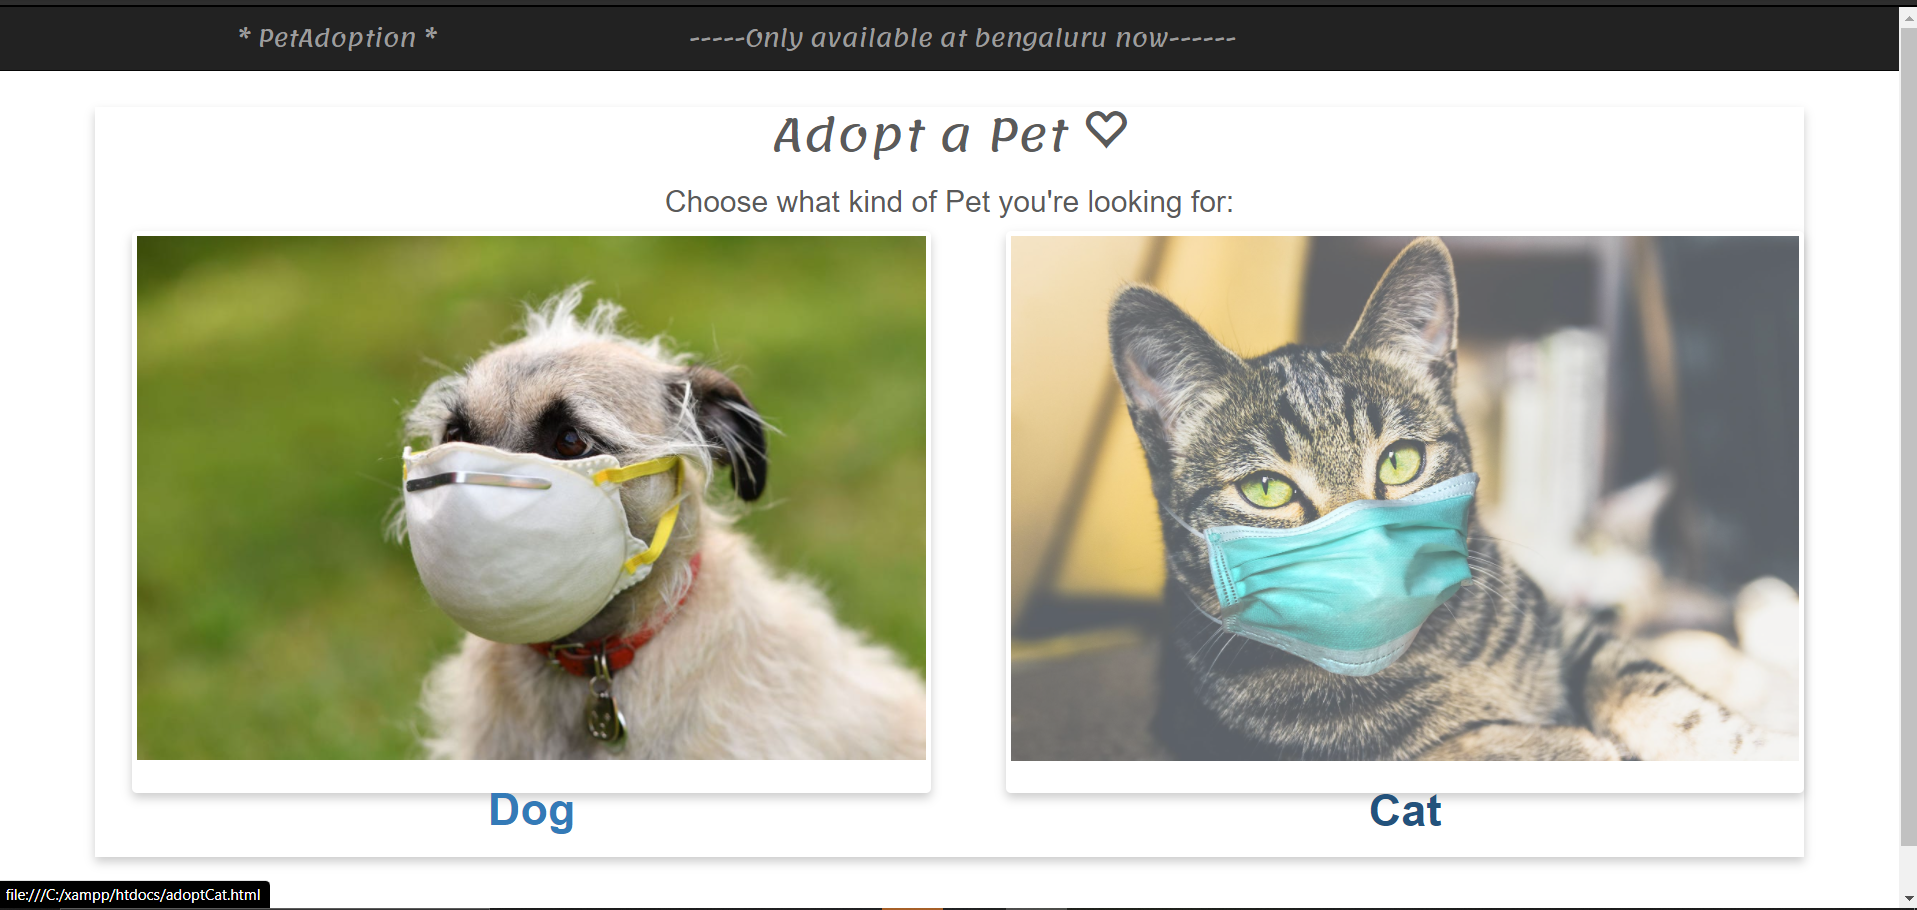 * PetAdoption *
-----Only available at bengaluru now------
Adopt a Pet ♡
Choose what kind of Pet you're looking for:
Dog
Cat
file:///C:/xampp/htdocs/adoptCat.html